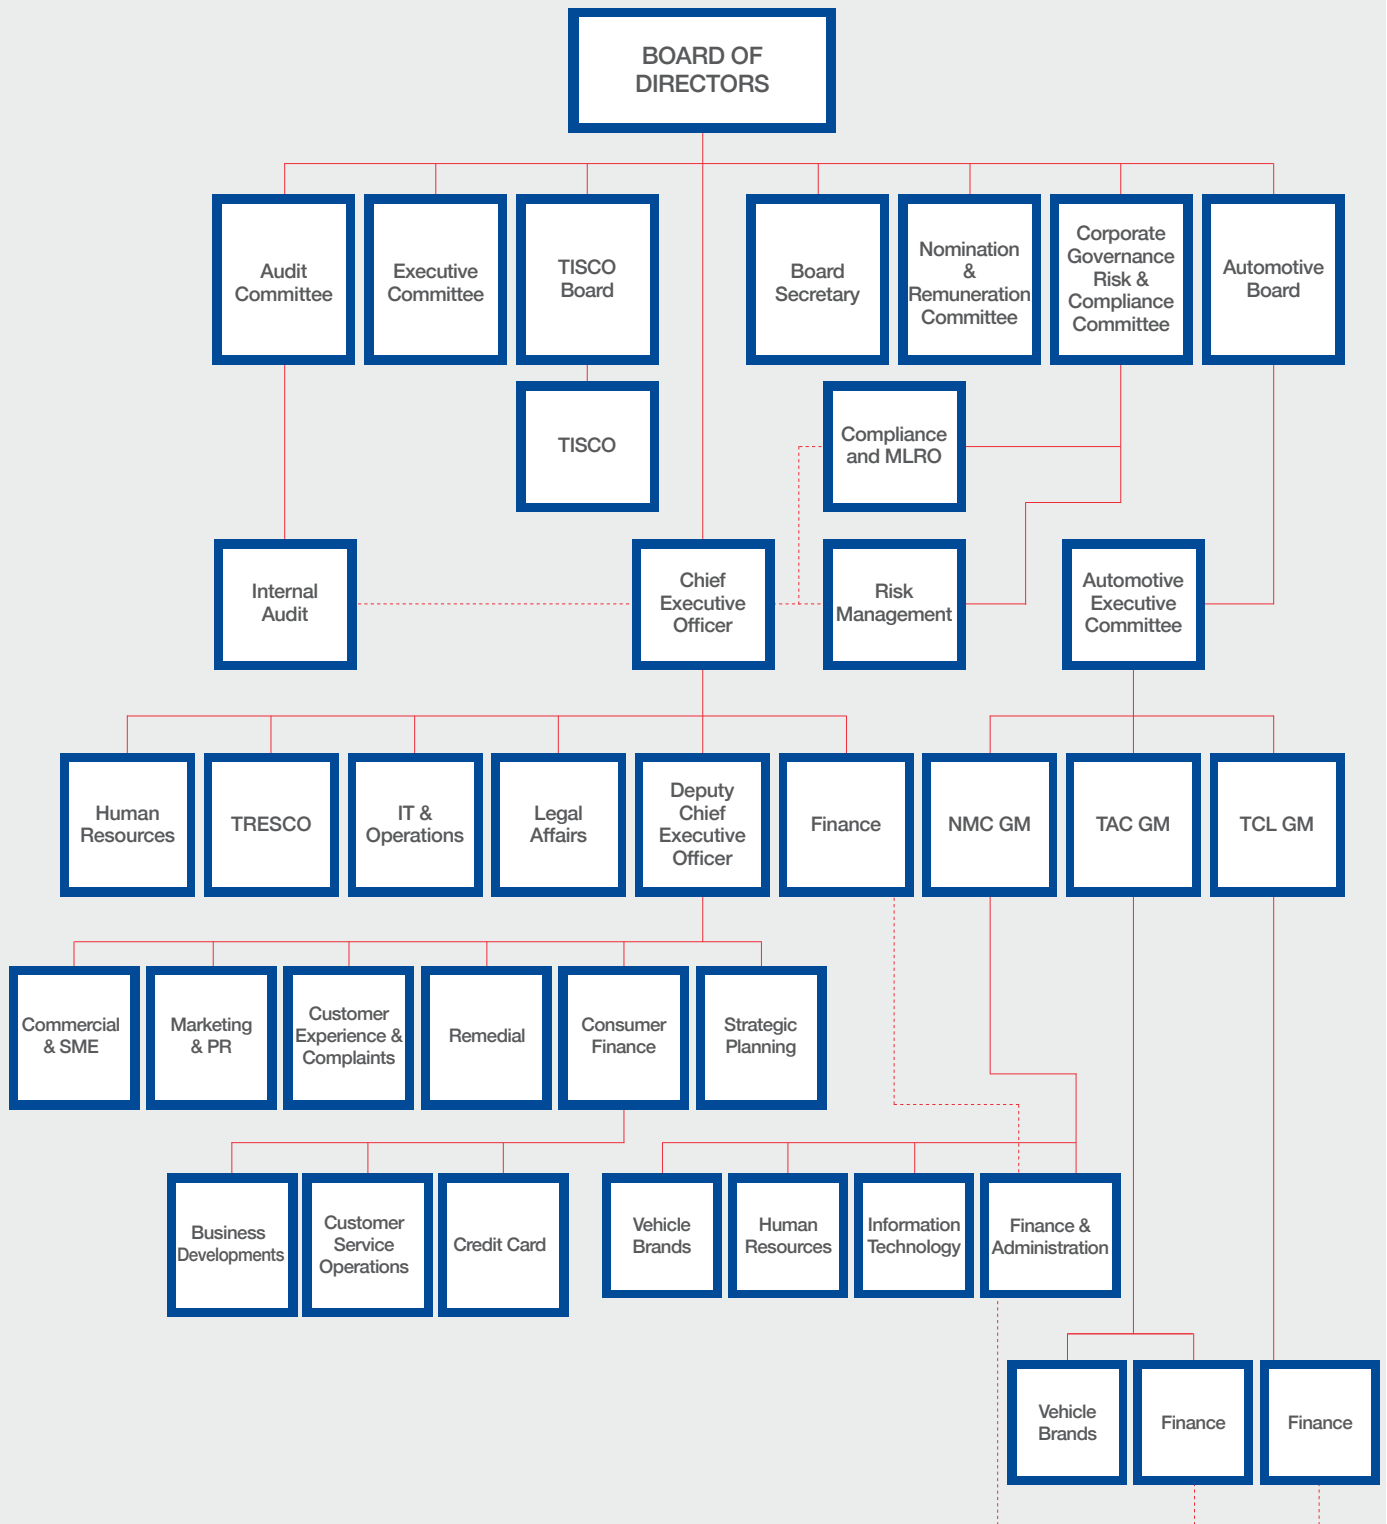 BOARD OF
DIRECTORS
Audit
Committee
Executive
Committee
TISCO
Board
Board
Secretary
Nomination
&
Remuneration
Committee
Corporate
Governance
Risk &
Compliance
Committee
Automotive
Board
TISCO
Compliance
and MLRO
Internal
Audit
Chief
Executive
Officer
Risk
Management
Automotive
Executive
Committee
Human
Resources
TRESCO
IT &
Operations
Legal
Affairs
Deputy
Chief
Executive
Officer
Finance
NMC GM
TAC GM
TCL GM
Commercial
& SME
Marketing
& PR
Customer
Experience &
Complaints
Remedial
Consumer
Finance
Strategic
Planning
Business
Developments
Customer
Service
Operations
Credit Card
Vehicle
Brands
Human
Resources
Information
Technology
Finance &
Administration
Vehicle
Brands
Finance
Finance